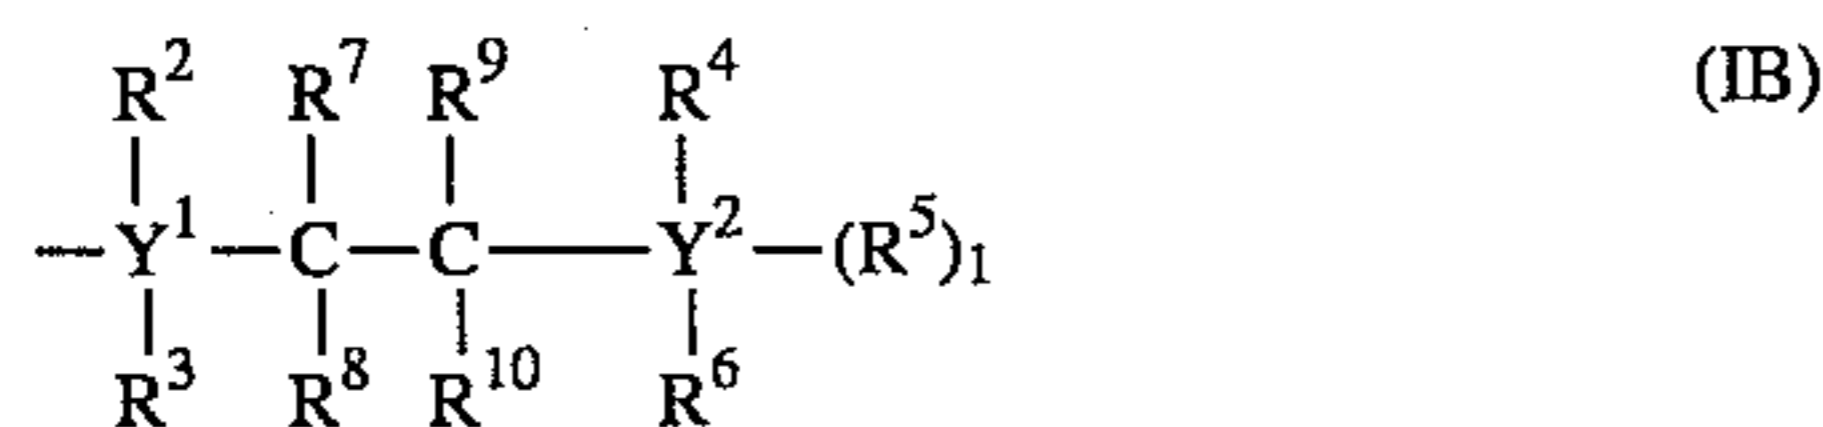 R² R⁷ R⁹ R⁴ (IB)
—Y¹—C—C—Y²—(R⁵)₁
R³ R⁸ R¹⁰ R⁶